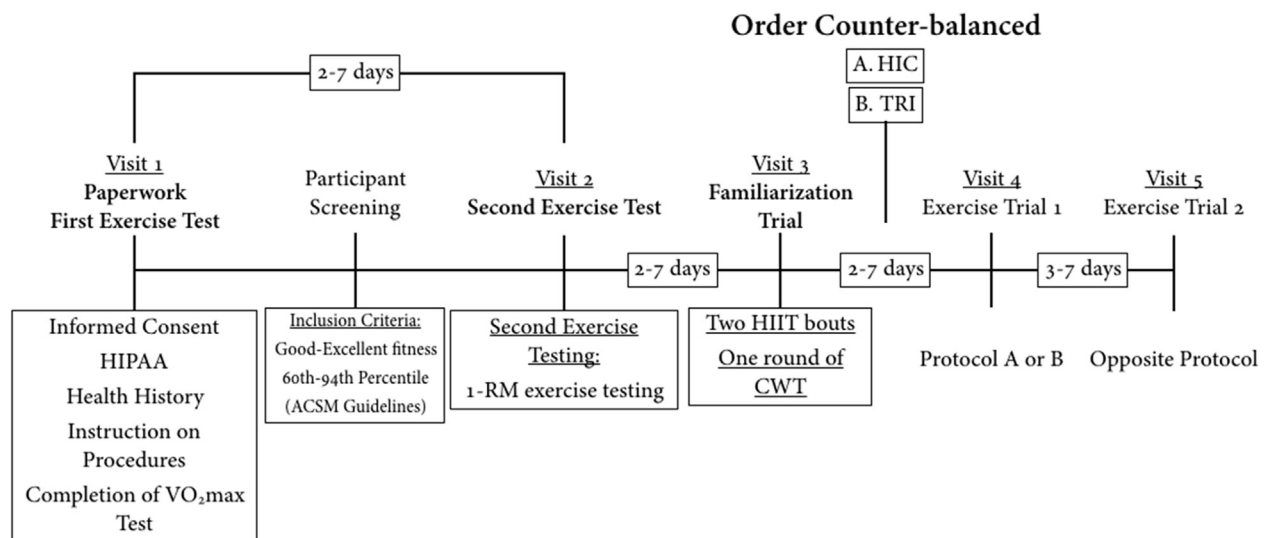 Order Counter-balanced
A. HIC
B. TRI
2-7 days
Visit 1
Paperwork
First Exercise Test
Participant
Screening
Visit 2
Second Exercise Test
Visit 3
Familiarization
Trial
Visit 4
Exercise Trial 1
Visit 5
Exercise Trial 2
2-7 days
2-7 days
3-7 days
Informed Consent
HIPAA
Health History
Instruction on
Procedures
Completion of VO₂max
Test
Inclusion Criteria:
Good-Excellent fitness
60th-94th Percentile
(ACSM Guidelines)
Second Exercise
Testing:
1-RM exercise testing
Two HIIT bouts
One round of
CWT
Protocol A or B
Opposite Protocol